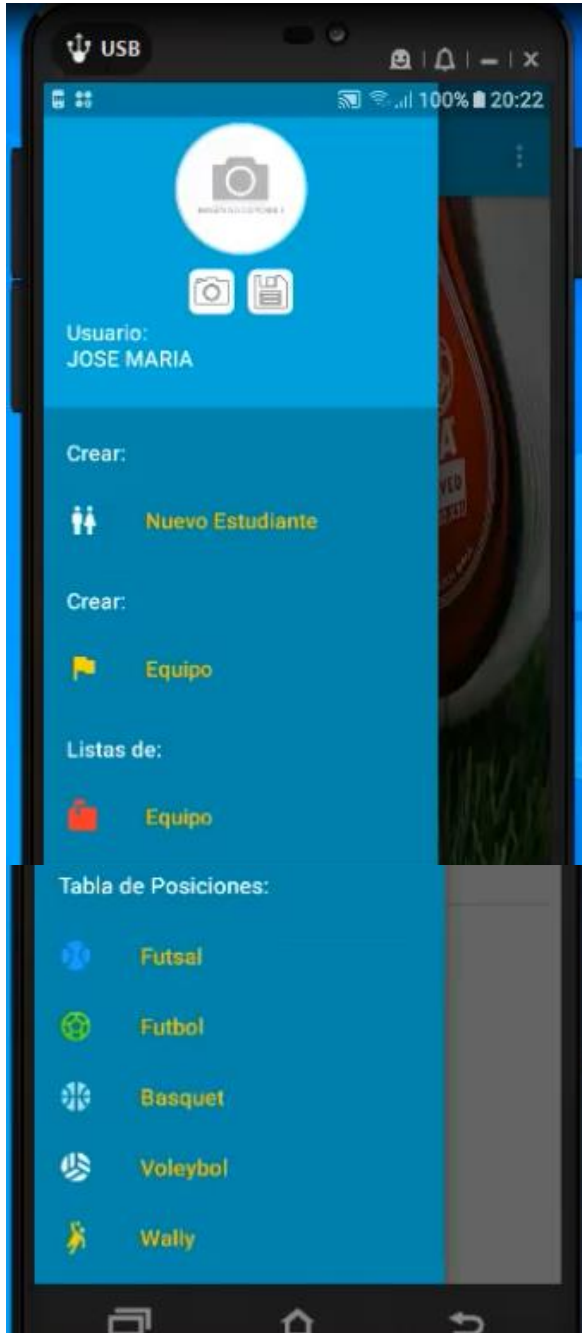 USB
100% 20:22
Usuario:
JOSE MARIA
Crear:
Nuevo Estudiante
Crear:
Equipo
Listas de:
Equipo
Tabla de Posiciones:
Futsal
Futbol
Basquet
Voleybol
Wally